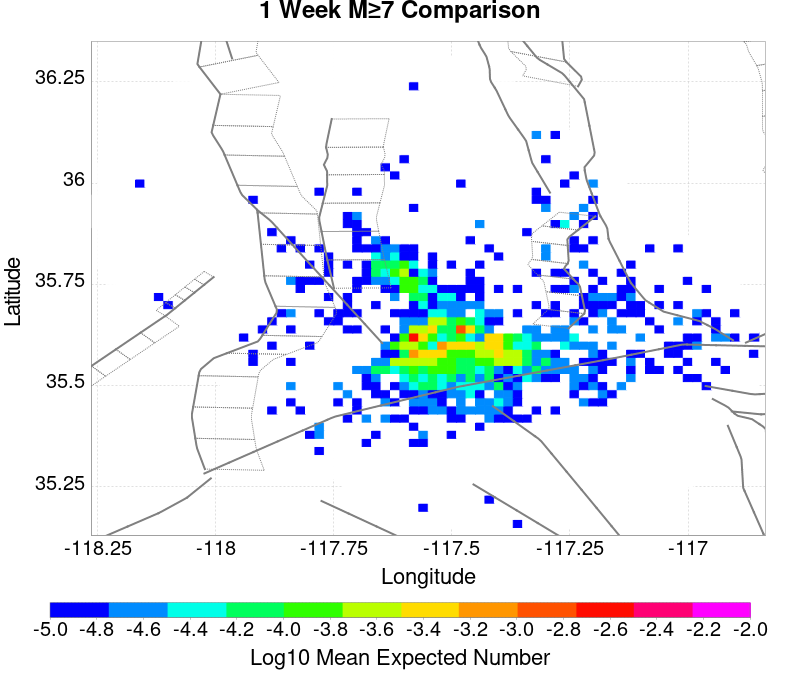 1 Week M≥7 Comparison
36.25
36
35.75
35.5
35.25
Latitude
-118.25 -118 -117.75 -117.5 -117.25 -117
Longitude
-5.0 -4.8 -4.6 -4.4 -4.2 -4.0 -3.8 -3.6 -3.4 -3.2 -3.0 -2.8 -2.6 -2.4 -2.2 -2.0
Log10 Mean Expected Number